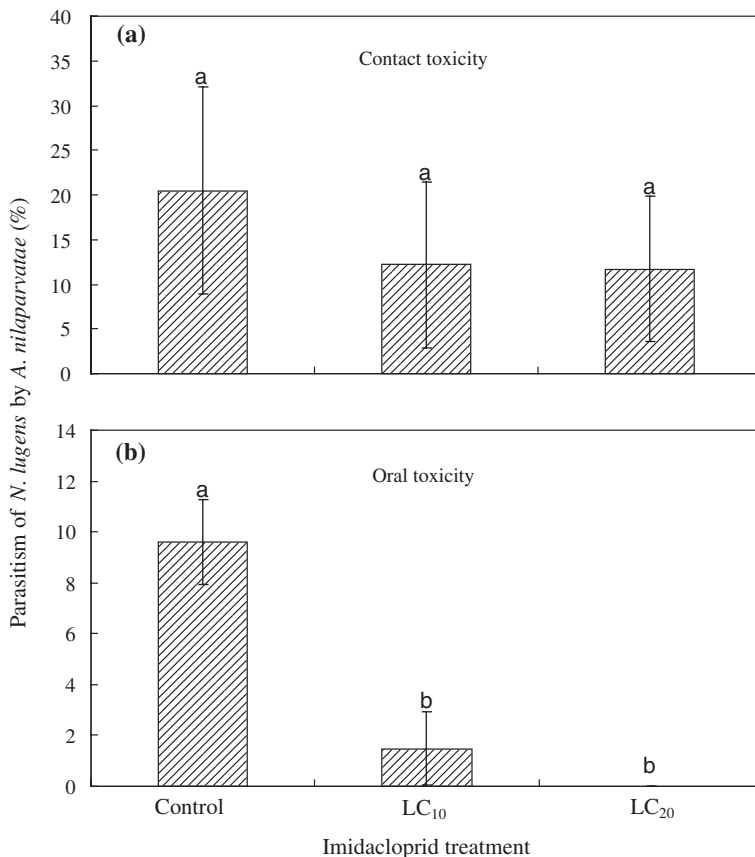 Parasitism of N. lugens by A. nilaparvatae (%)
(a)
Contact toxicity
40
35
30
25
20
15
10
5
0
a
a
a
(b)
Oral toxicity
14
12
10
8
6
4
2
0
a
b
b
Control
LC10
LC20
Imidacloprid treatment